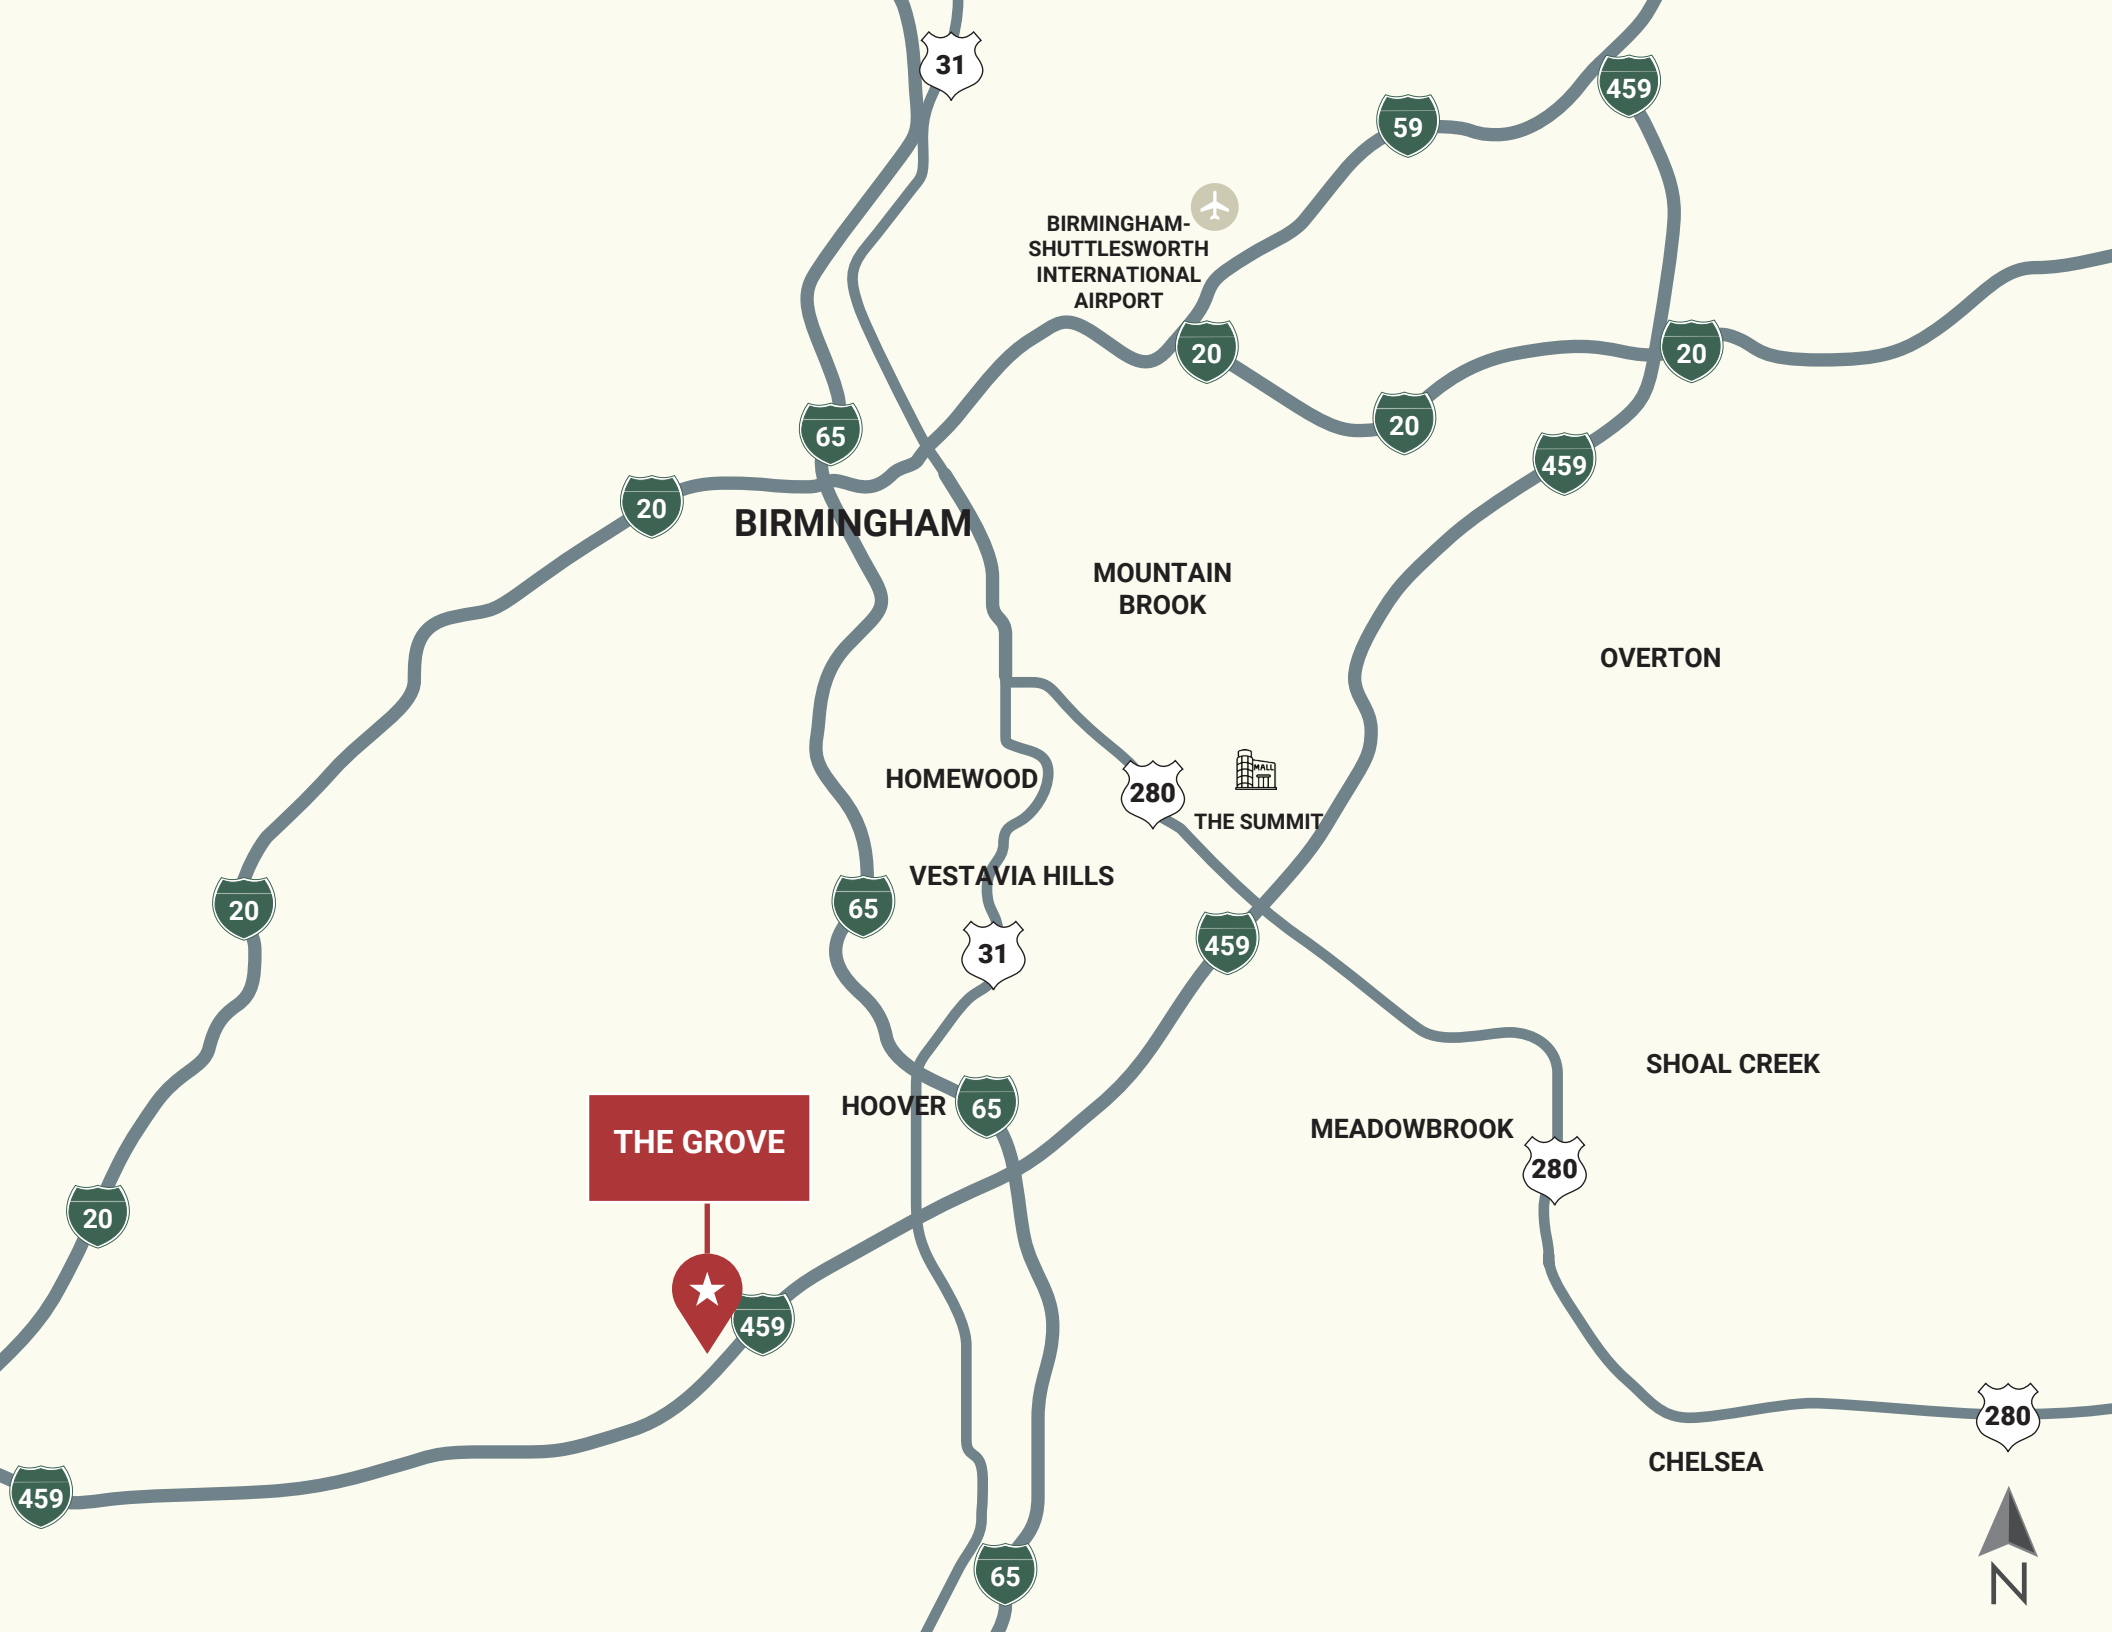 31
459
59
BIRMINGHAM-
SHUTTLESWORTH
INTERNATIONAL
AIRPORT
20
20
20
65
459
20
BIRMINGHAM
MOUNTAIN
BROOK
OVERTON
HOMEWOOD
280
MALL
THE SUMMIT
VESTAVIA HILLS
20
65
31
459
SHOAL CREEK
HOOVER
65
MEADOWBROOK
THE GROVE
280
20
459
280
CHELSEA
459
65
N